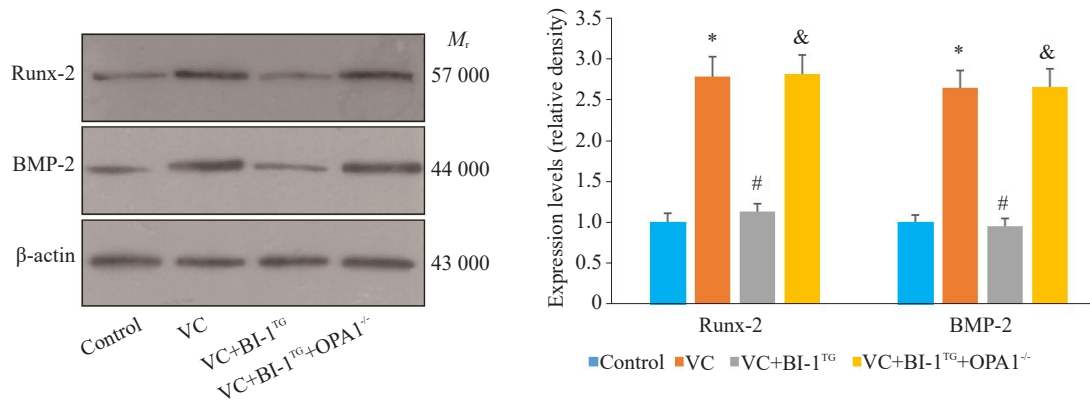 Mr
Runx-2
57 000
BMP-2
44 000
β-actin
43 000
Control
VC
VC+BI-1TG
VC+BI-1TG+OPA1-/-
Expression levels (relative density)
3.5
3.0
2.5
2.0
1.5
1.0
0.5
0
*
#
&
*
#
&
Runx-2
BMP-2
Control VC VC+BI-1TG VC+BI-1TG+OPA1-/-